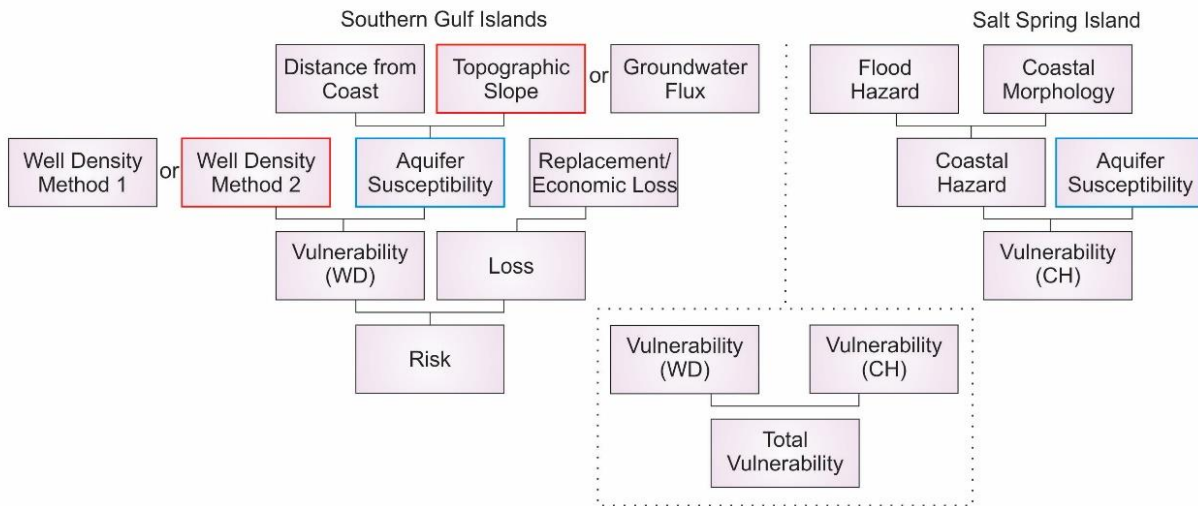 Southern Gulf Islands
Salt Spring Island
Distance from
Coast
Topographic
Slope
or
Groundwater
Flux
Flood
Hazard
Coastal
Morphology
Well Density
Method 1
or
Well Density
Method 2
Aquifer
Susceptibility
Replacement/
Economic Loss
Coastal
Hazard
Aquifer
Susceptibility
Vulnerability
(WD)
Loss
Vulnerability
(CH)
Risk
Vulnerability
(WD)
Vulnerability
(CH)
Total
Vulnerability